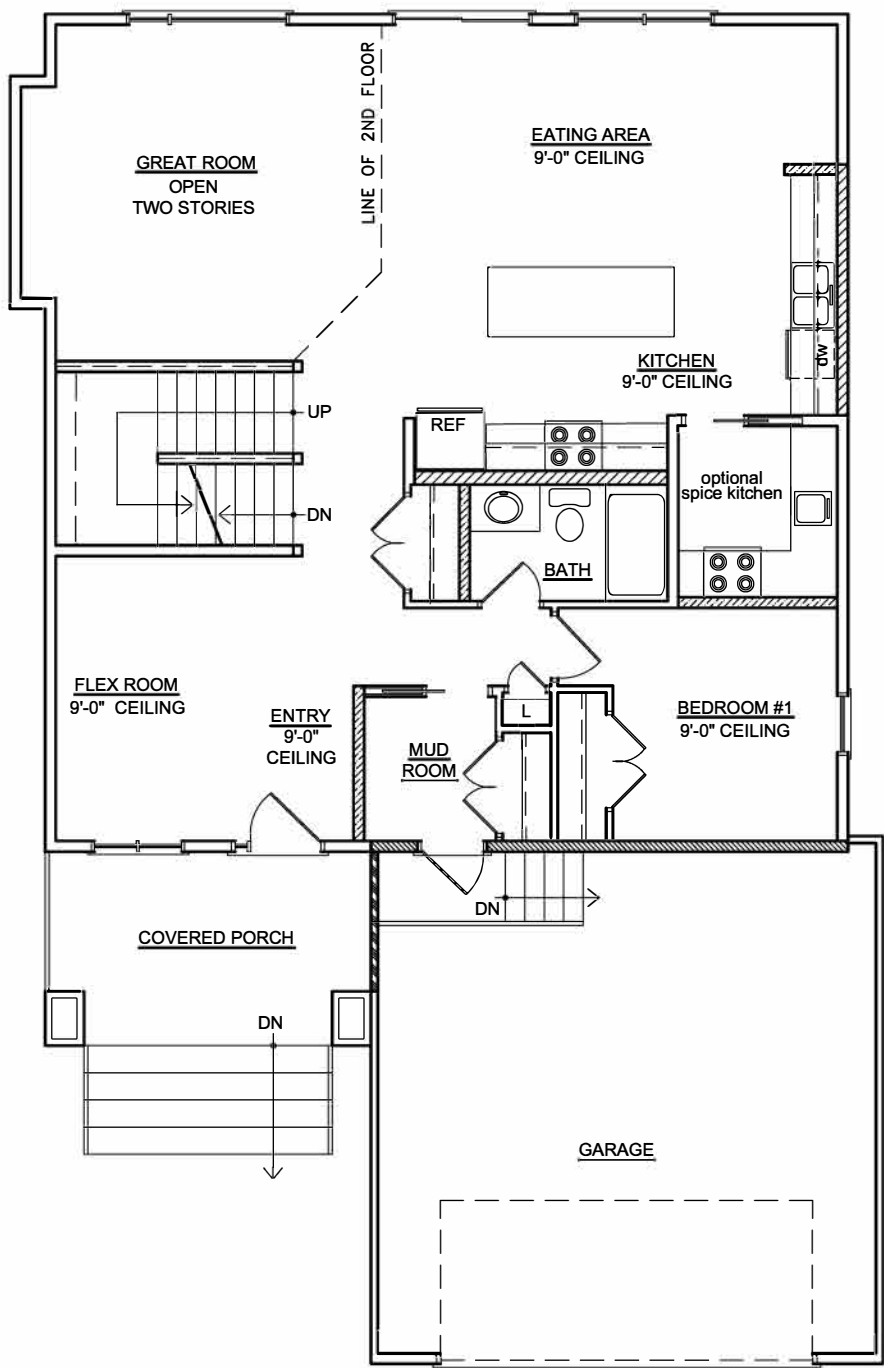 LINE OF 2ND FLOOR
EATING AREA
9'-0" CEILING
GREAT ROOM
OPEN
TWO STORIES
KITCHEN
9'-0" CEILING
dw
UP
REF
optional
spice kitchen
DN
BATH
FLEX ROOM
9'-0" CEILING
ENTRY
9'-0"
CEILING
L
BEDROOM #1
9'-0" CEILING
MUD
ROOM
DN
COVERED PORCH
DN
GARAGE